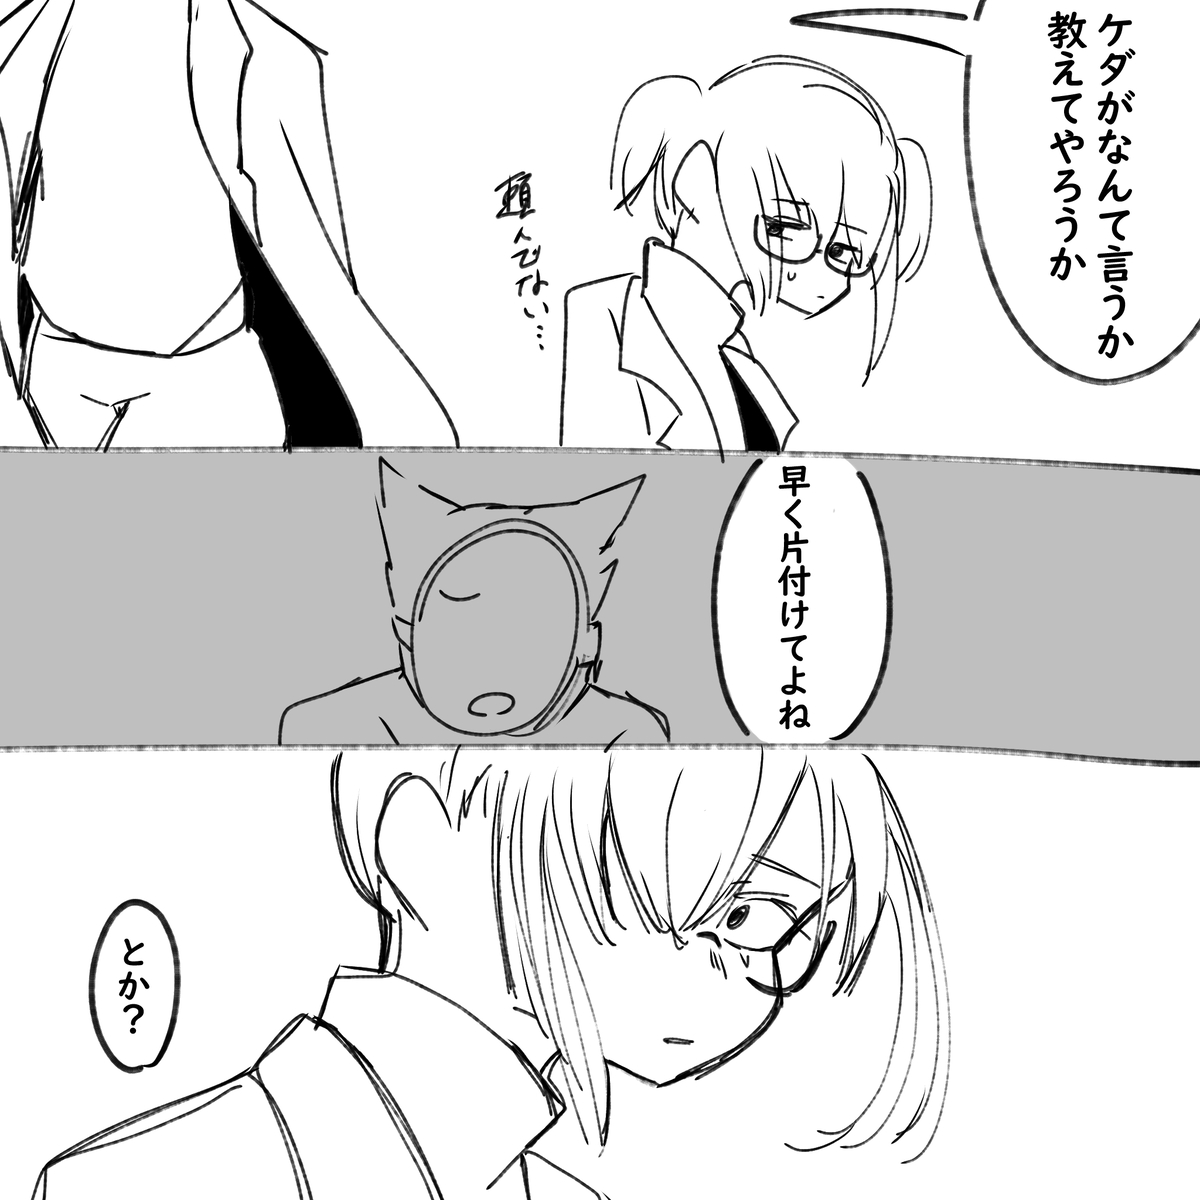 ケダがなんて言うか
教えてやろうか
頼んでない…
早く片付けてよね
とか?